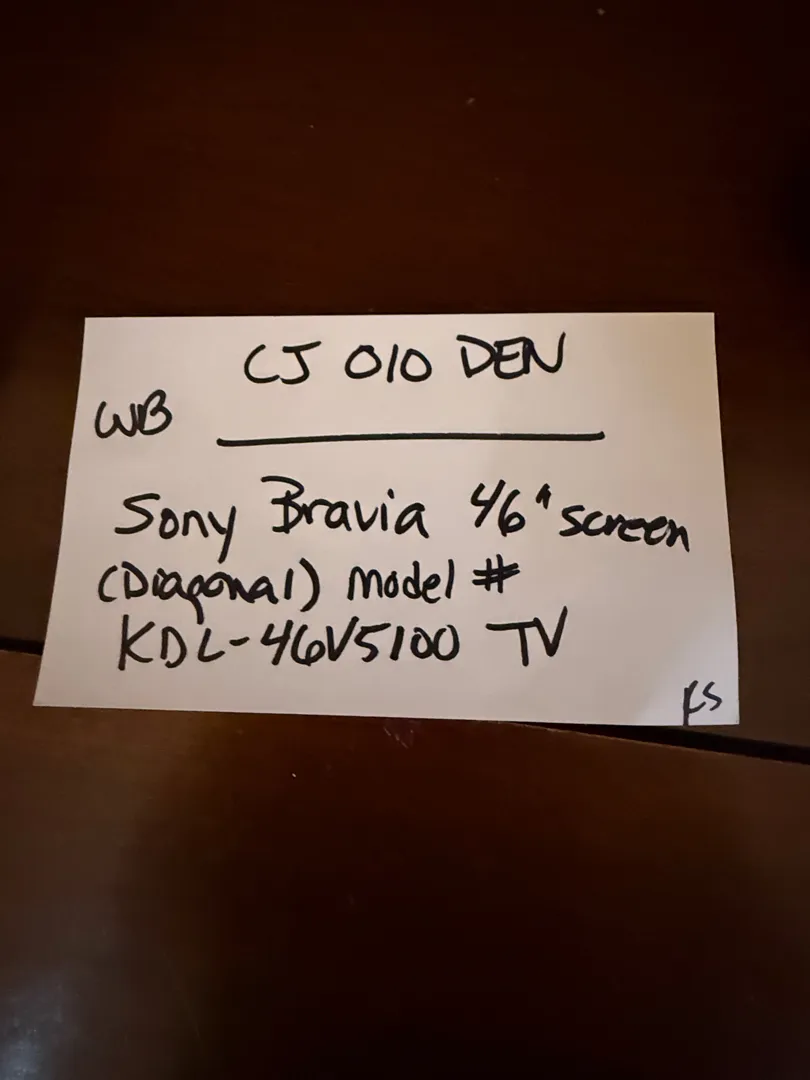 CJ 010 DEN
WB
Sony Bravia 46" screen
(Diagonal) Model #
KDL-46V5100 TV
KS